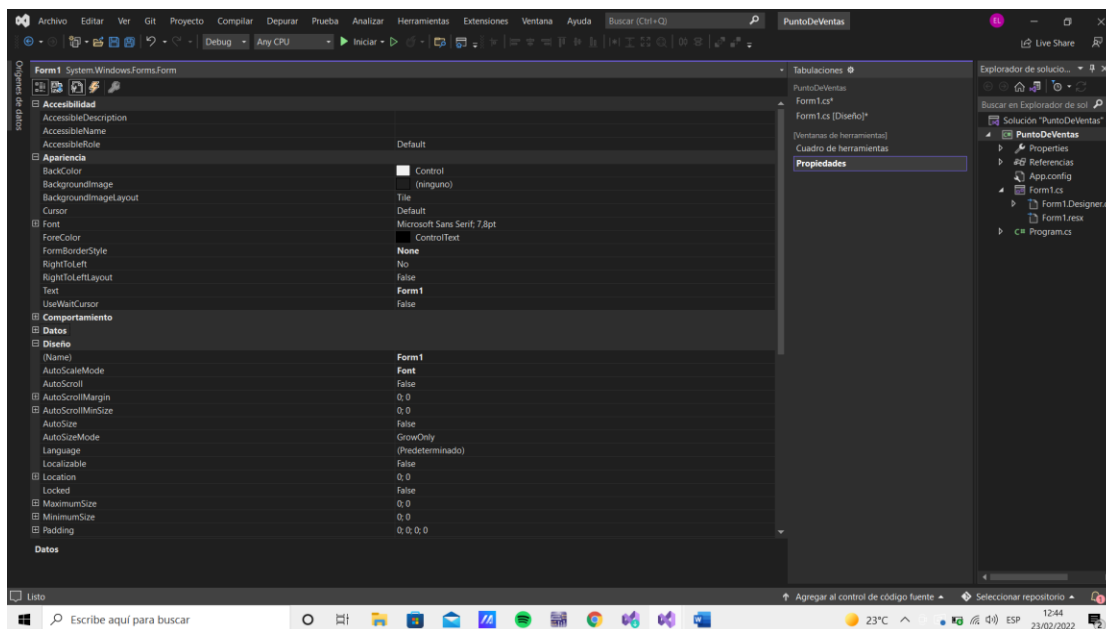 Archivo Editar Ver Git Proyecto Compilar Depurar Prueba Analizar Herramientas Extensiones Ventana Ayuda Buscar (Ctrl+Q) PuntoDeVentas EL
Debug Any CPU Iniciar Live Share
Orígenes de datos
Form1 System.Windows.Forms.Form
Accesibilidad
AccessibleDescription
AccessibleName
AccessibleRole Default
Apariencia
BackColor Control
BackgroundImage (ninguno)
BackgroundImageLayout Tile
Cursor Default
Font Microsoft Sans Serif; 7,8pt
ForeColor ControlText
FormBorderStyle None
RightToLeft No
RightToLeftLayout False
Text Form1
UseWaitCursor False
Comportamiento
Datos
Diseño
(Name) Form1
AutoScaleMode Font
AutoScroll False
AutoScrollMargin 0; 0
AutoScrollMinSize 0; 0
AutoSize False
AutoSizeMode GrowOnly
Language (Predeterminado)
Localizable False
Location 0; 0
Locked False
MaximumSize 0; 0
MinimumSize 0; 0
Padding 0; 0; 0; 0
Datos
Tabulaciones
PuntoDeVentas
Form1.cs*
Form1.cs [Diseño]*
[Ventanas de herramientas]
Cuadro de herramientas
Propiedades
Explorador de solucio...
Buscar en Explorador de sol
Solución "PuntoDeVentas"
C# PuntoDeVentas
Properties
Referencias
App.config
Form1.cs
Form1.Designer.
Form1.resx
C# Program.cs
Listo Agregar al control de código fuente Seleccionar repositorio
Escribe aquí para buscar 23°C ESP 12:44
23/02/2022